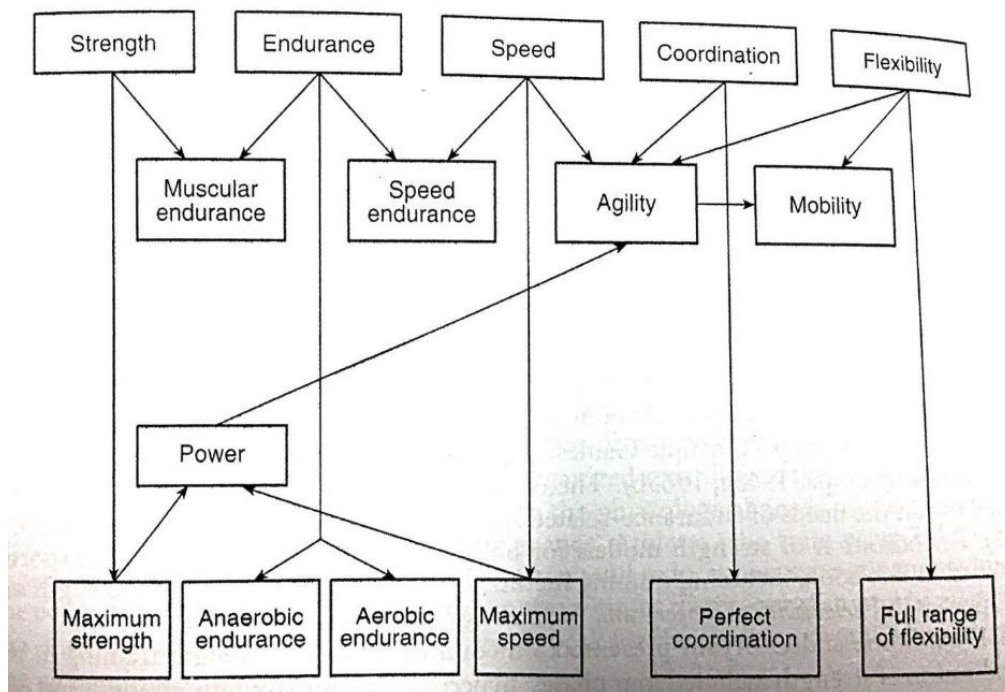 Strength
Endurance
Speed
Coordination
Flexibility
Muscular
endurance
Speed
endurance
Agility
Mobility
Power
Maximum
strength
Anaerobic
endurance
Aerobic
endurance
Maximum
speed
Perfect
coordination
Full range
of flexibility